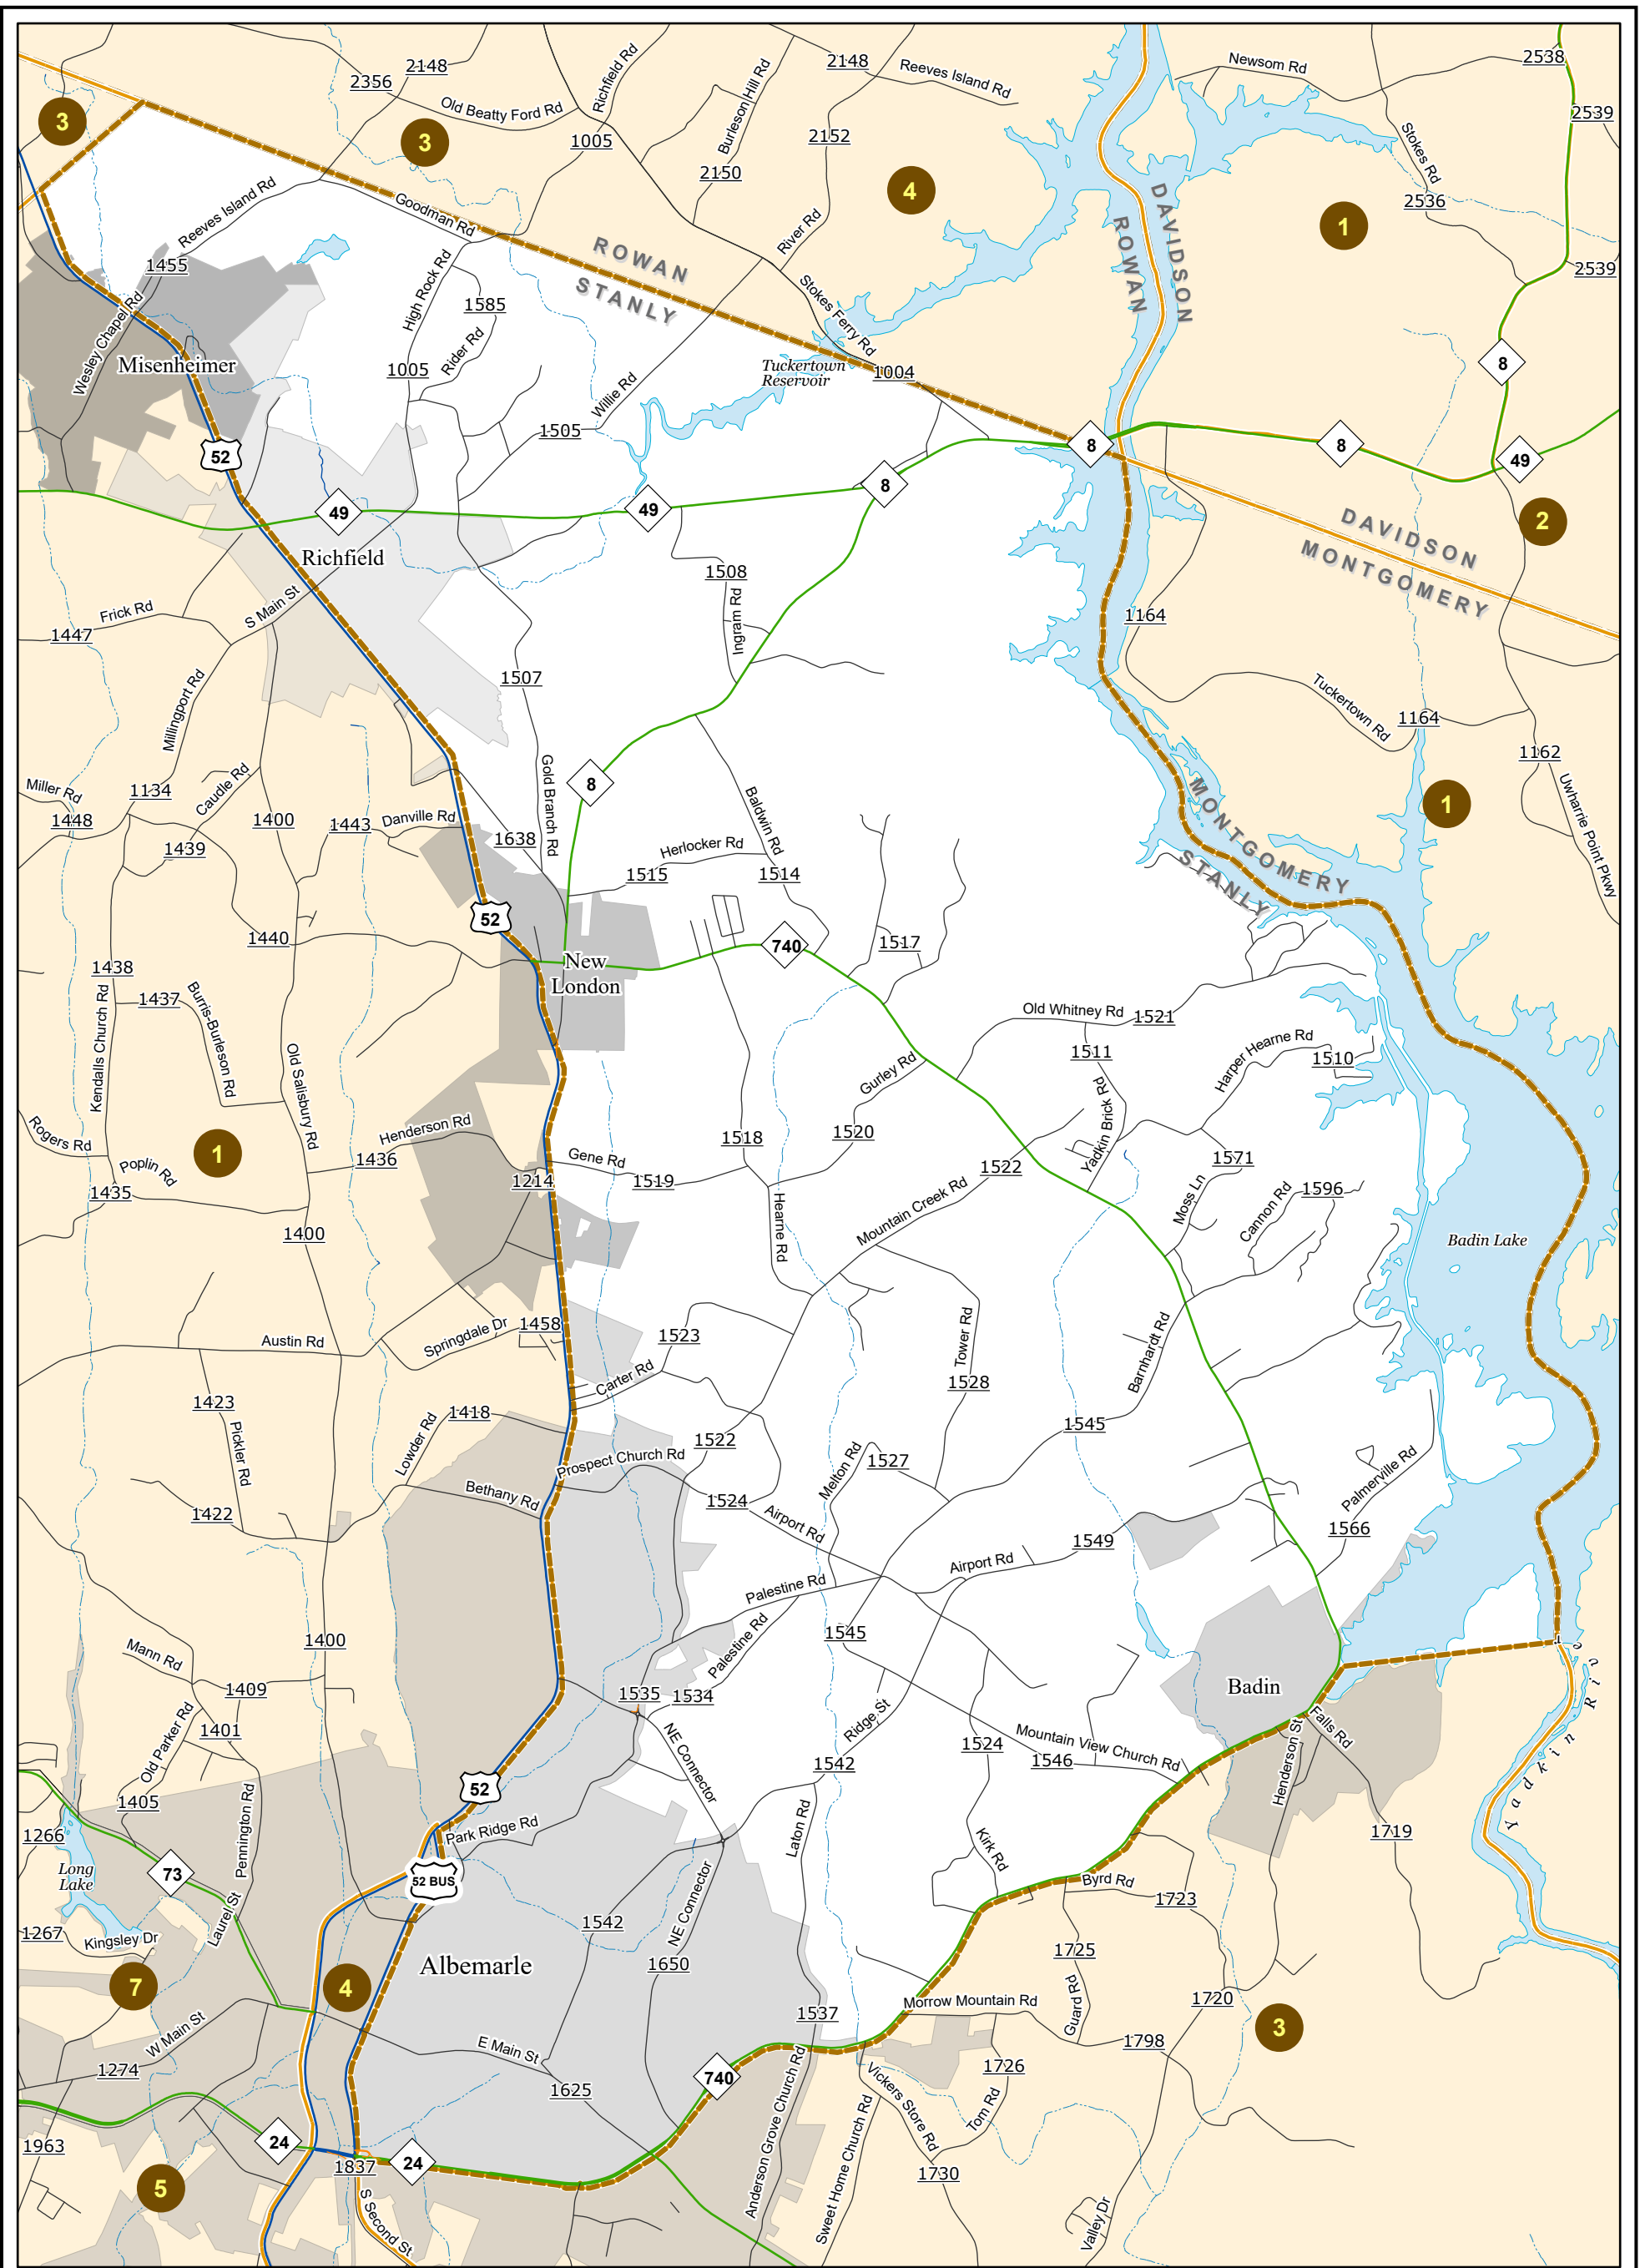 2538
2148
2148
Newsom Rd
Reeves Island Rd
2356
Richfield Rd
Burleson Hill Rd
Old Beatty Ford Rd
2539
3
3
1005
2152
Stokes Rd
2150
4
2536
Reeves Island Rd
Goodman Rd
River Rd
1
DAVIDSON
ROWAN
ROWAN
STANLY
1455
2539
High Rock Rd
1585
Stokes Ferry Rd
Wesley Chapel Rd
Misenheimer
Rider Rd
1005
Tuckertown
Reservoir
1004
8
Willie Rd
1505
52
8
8
49
8
49
49
2
DAVIDSON
MONTGOMERY
Richfield
1508
Frick Rd
S Main St
Ingram Rd
1164
1447
1507
Millingport Rd
Tuckertown Rd
1164
1162
Miller Rd
1134
Caudle Rd
8
Gold Branch Rd
Baldwin Rd
MONTGOMERY
STANLY
1
Uwharrie Point Pkwy
1448
1400
1443
Danville Rd
1638
Herlocker Rd
1439
1515
1514
52
1440
740
1517
New
London
1438
1437
Burris-Burleson Rd
Kendalls Church Rd
Old Whitney Rd
1521
Old Salisbury Rd
1511
Harper Hearne Rd
1510
Gurley Rd
Yadkin Brick Rd
Rogers Rd
1
Henderson Rd
1518
1520
Poplin Rd
1436
Gene Rd
1519
1522
1571
1435
1214
Mountain Creek Rd
Moss Ln
Cannon Rd
1596
1400
Hearne Rd
Badin Lake
Austin Rd
Springdale Dr
1458
1523
Tower Rd
Barnhardt Rd
Carter Rd
1528
1423
Pickler Rd
Lowder Rd
1418
1545
1522
Prospect Church Rd
Melton Rd
1527
Palmerville Rd
Bethany Rd
1422
1524
Airport Rd
1566
1549
Airport Rd
Palestine Rd
Palestine Rd
1545
1400
Mann Rd
1409
1535
1534
Badin
Yadkin Ri
Old Parker Rd
1401
NE Connector
Ridge St
1524
Mountain View Church Rd
1546
Falls Rd
Henderson St
1405
52
1542
Pennington Rd
Park Ridge Rd
Laton Rd
1719
1266
Long
Lake
73
52 BUS
Kirk Rd
Byrd Rd
1723
Laurel St
NE Connector
1542
1267
Kingsley Dr
Albemarle
1650
1725
7
4
Guard Rd
1720
3
Morrow Mountain Rd
1537
W Main St
E Main St
1798
1274
740
1726
Vickers Store Rd
1625
Tom Rd
Anderson Grove Church Rd
Sweet Home Church Rd
1963
24
1837
24
1730
5
S Second St
Valley Dr